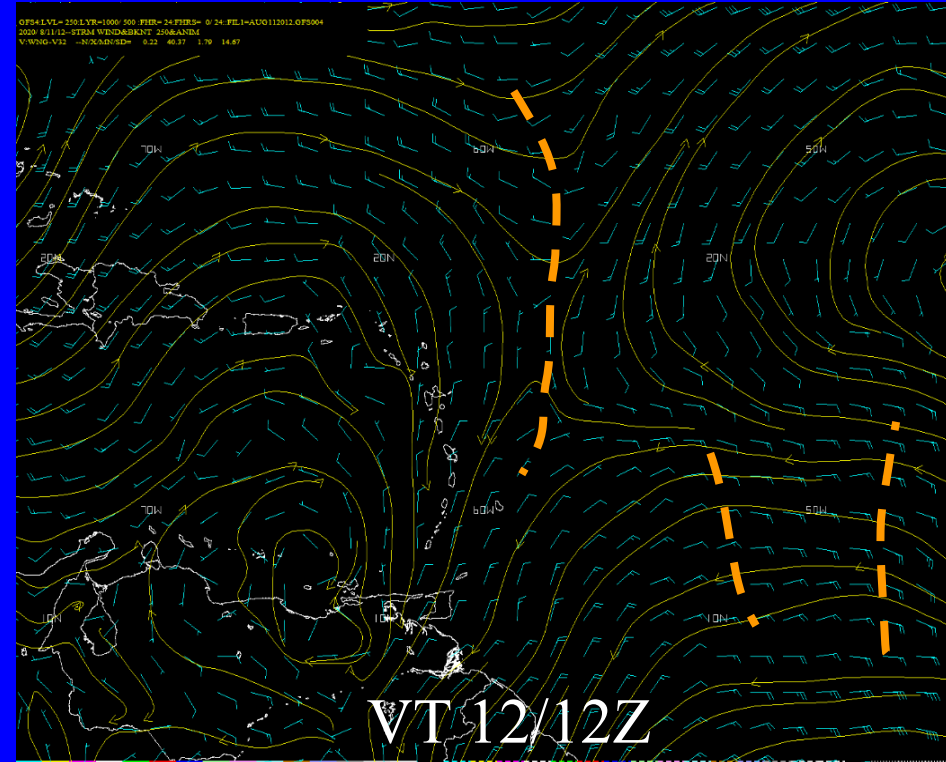 GFS4:LVL= 250:LYR=1000/ 500 :FHR= 24:FHRS= 0/ 24::FIL1=AUG112012.GFS004
2020/ 8/11/12--STRM WIND&BKNT 250&ANIM
V:WNG-V32 --N/X/MN/SD= 0.22 40.37 1.79 14.67
70W 60W 50W
20N 20N 20N
70W 60W 50W
10N 10N 10N
VT 12/12Z